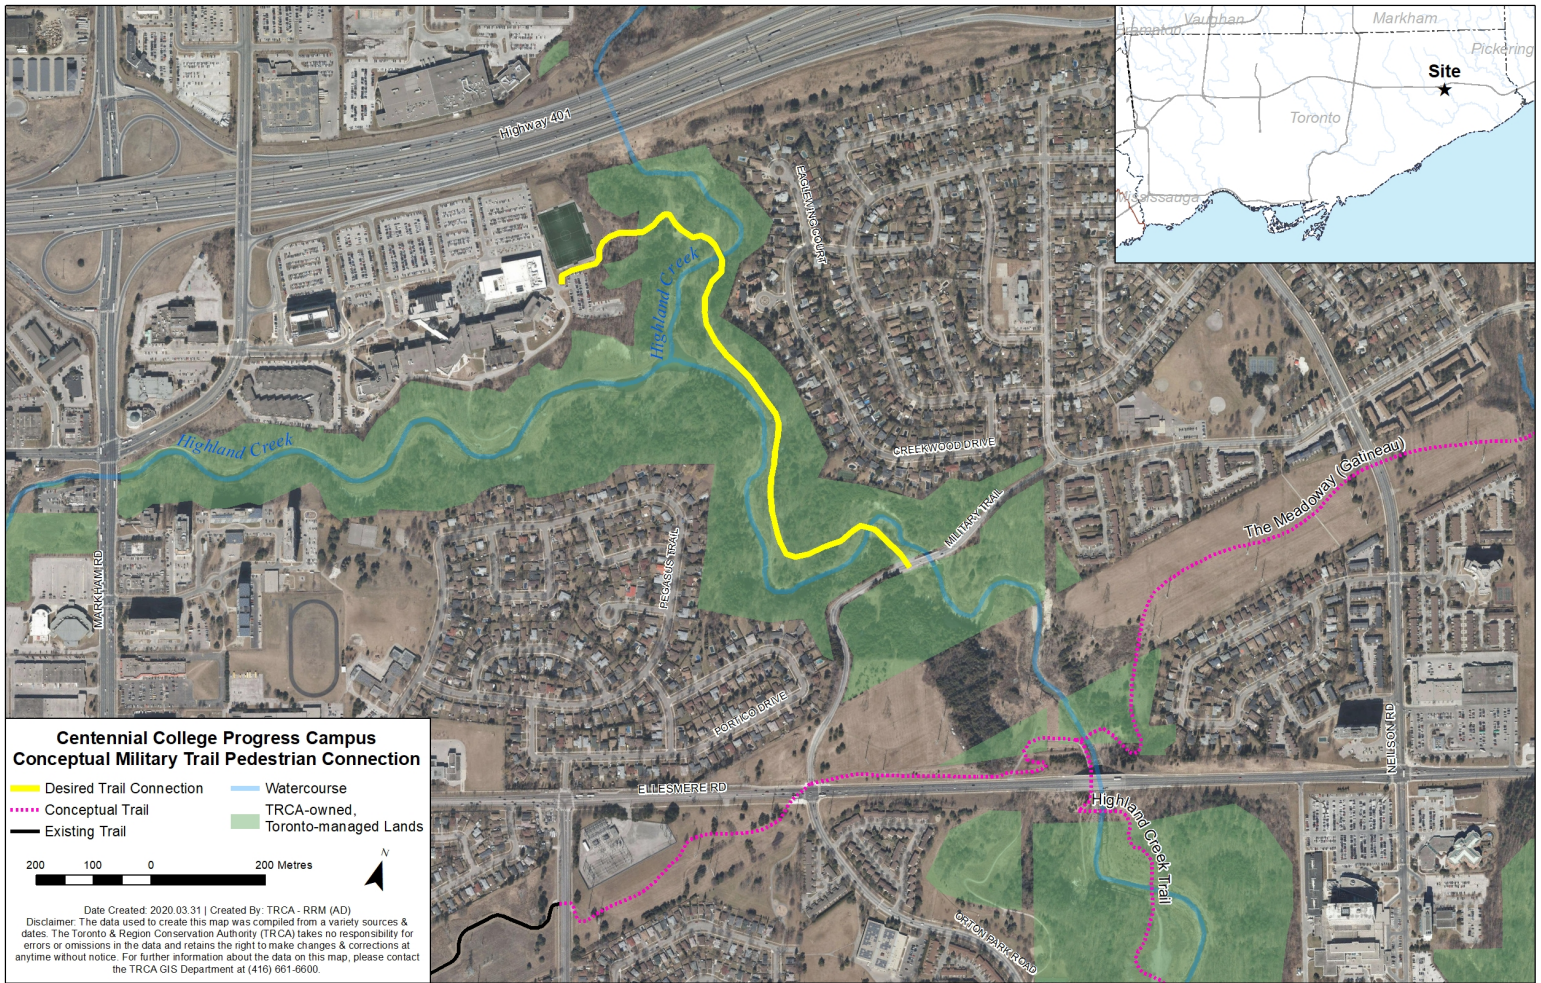 Vaughan
Markham
Brampton
Pickering
Site
Toronto
Mississauga
Highway 401
EAGLEWING COURT
Highland Creek
Highland Creek
CREEKWOOD DRIVE
MILITARY TRAIL
The Meadoway (Gatineau)
MARKHAM RD
PEGASUS TRAIL
PORTICO DRIVE
NEILSON RD
ELLESMERE RD
Highland Creek Trail
ORTON PARK ROAD
Centennial College Progress Campus
Conceptual Military Trail Pedestrian Connection
Desired Trail Connection
Watercourse
Conceptual Trail
TRCA-owned,
Toronto-managed Lands
Existing Trail
200 100 0 200 Metres
N
Date Created: 2020.03.31 | Created By: TRCA - RRM (AD)
Disclaimer: The data used to create this map was compiled from a variety sources &
dates. The Toronto & Region Conservation Authority (TRCA) takes no responsibility for
errors or omissions in the data and retains the right to make changes & corrections at
anytime without notice. For further information about the data on this map, please contact
the TRCA GIS Department at (416) 661-6600.